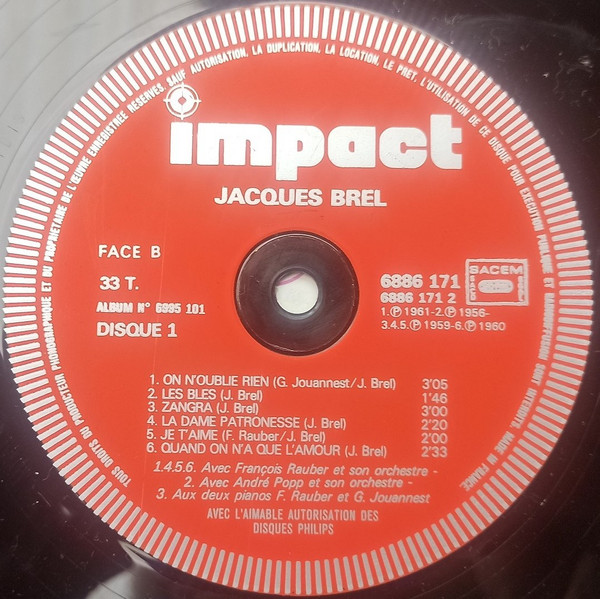 TOUS DROITS DU PRODUCTEUR PHONOGRAPHIQUE ET DU PROPRIETAIRE DE L'ŒUVRE ENREGISTREE RESERVES. SAUF AUTORISATION, LA DUPLICATION, LA LOCATION, LE PRET, L'UTILISATION DE CE DISQUE POUR EXECUTION PUBLIQUE ET RADIODIFFUSION SONT INTERDITS. MADE IN FRANCE.
impact
JACQUES BREL
FACE B
33 T.
ALBUM N° 6995 101
DISQUE 1
6886 171
6886 171 2
1.Ⓟ 1961-2.Ⓟ 1956-
3.4.5.Ⓟ 1959-6.Ⓟ 1960
SACEM
1. ON N'OUBLIE RIEN (G. Jouannest/J. Brel) 3'05
2. LES BLES (J. Brel) 1'46
3. ZANGRA (J. Brel) 3'00
4. LA DAME PATRONESSE (J. Brel) 2'20
5. JE T'AIME (F. Rauber/J. Brel) 2'00
6. QUAND ON N'A QUE L'AMOUR (J. Brel) 2'33
1.4.5.6. Avec François Rauber et son orchestre -
2. Avec André Popp et son orchestre -
3. Aux deux pianos F. Rauber et G. Jouannest
AVEC L'AIMABLE AUTORISATION DES
DISQUES PHILIPS